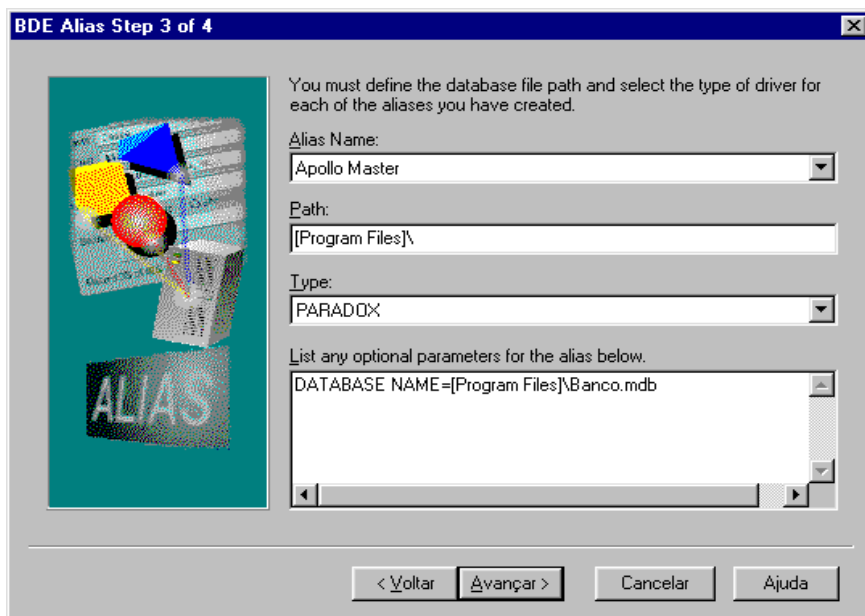 BDE Alias Step 3 of 4
You must define the database file path and select the type of driver for
each of the aliases you have created.
Alias Name:
Apollo Master
Path:
[Program Files]\
Type:
PARADOX
List any optional parameters for the alias below.
DATABASE NAME=[Program Files]\Banco.mdb
ALIAS
< Voltar
Avançar >
Cancelar
Ajuda